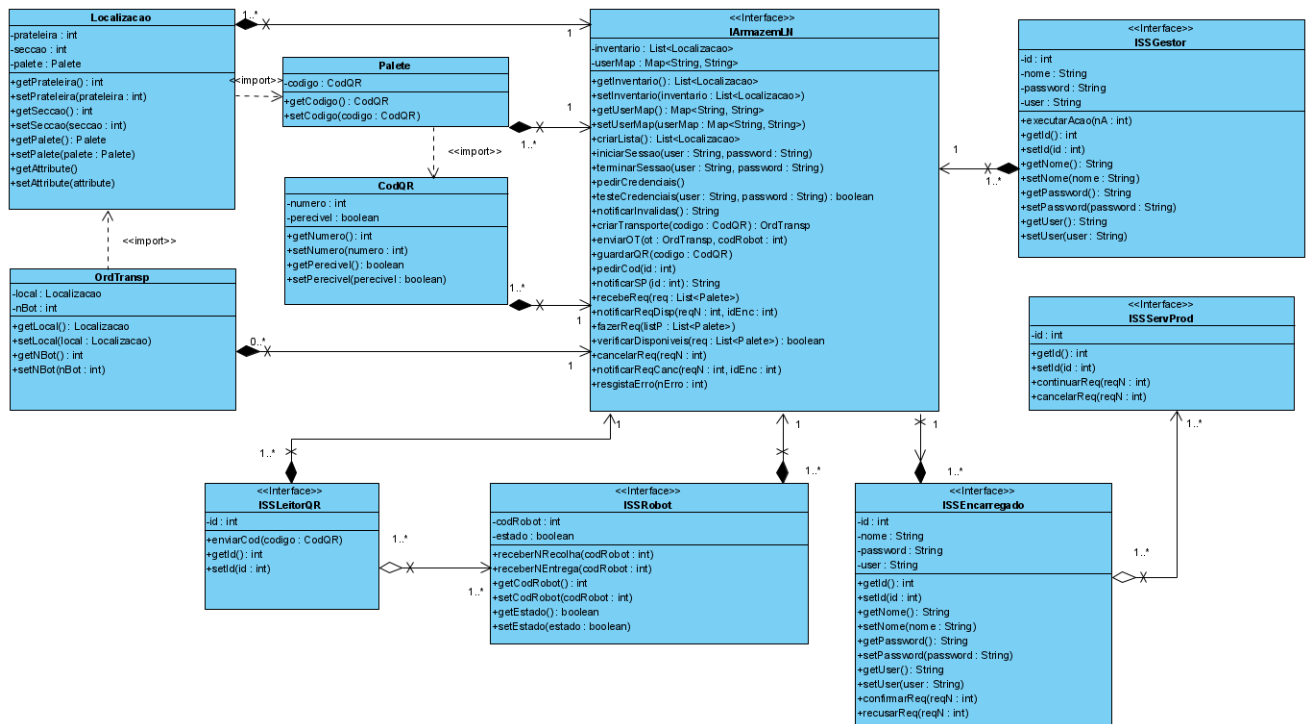 Localizacao
-prateleira : int
-seccao : int
-palete : Palete
+getPrateleira() : int
+setPrateleira(prateleira : int)
+getSeccao() : int
+setSeccao(seccao : int)
+getPalete() : Palete
+setPalete(palete : Palete)
+getAttribute()
+setAttribute(attribute)
1..*
1
<<import>>
Palete
-codigo : CodQR
+getCodigo() : CodQR
+setCodigo(codigo : CodQR)
1..*
1
<<import>>
CodQR
-numero : int
-perecivel : boolean
+getNumero() : int
+setNumero(numero : int)
+getPerecivel() : boolean
+setPerecivel(perecivel : boolean)
1..*
1
<<import>>
OrdTransp
-local : Localizacao
-nBot : int
+getLocal() : Localizacao
+setLocal(local : Localizacao)
+getNBot() : int
+setNBot(nBot : int)
0..*
1
<<Interface>>
IArmazemLN
-inventario : List<Localizacao>
-userMap : Map<String, String>
+getInventario() : List<Localizacao>
+setInventario(inventario : List<Localizacao>)
+getUserMap() : Map<String, String>
+setUserMap(userMap : Map<String, String>)
+criarLista() : List<Localizacao>
+iniciarSessao(user : String, password : String)
+terminarSessao(user : String, password : String)
+pedirCredenciais()
+testeCredenciais(user : String, password : String) : boolean
+notificarInvalidas() : String
+criarTransporte(codigo : CodQR) : OrdTransp
+enviarOT(ot : OrdTransp, codRobot : int)
+guardarQR(codigo : CodQR)
+pedirCod(id : int)
+notificarSP(id : int) : String
+recebeReq(req : List<Palete>)
+notificarReqDisp(reqN : int, idEnc : int)
+fazerReq(listP : List<Palete>)
+verificarDisponiveis(req : List<Palete>) : boolean
+cancelarReq(reqN : int)
+notificarReqCanc(reqN : int, idEnc : int)
+resgistaErro(nErro : int)
1
1..*
<<Interface>>
ISSGestor
-id : int
-nome : String
-password : String
-user : String
+executarAcao(nA : int)
+getId() : int
+setId(id : int)
+getNome() : String
+setNome(nome : String)
+getPassword() : String
+setPassword(password : String)
+getUser() : String
+setUser(user : String)
<<Interface>>
ISSServProd
-id : int
+getId() : int
+setId(id : int)
+continuarReq(reqN : int)
+cancelarReq(reqN : int)
1..*
1
1..*
1
1..*
1
1..*
<<Interface>>
ISSLeitorQR
-id : int
+enviarCod(codigo : CodQR)
+getId() : int
+setId(id : int)
1..*
1..*
<<Interface>>
ISSRobot
-codRobot : int
-estado : boolean
+receberNRecolha(codRobot : int)
+receberNEntrega(codRobot : int)
+getCodRobot() : int
+setCodRobot(codRobot : int)
+getEstado() : boolean
+setEstado(estado : boolean)
<<Interface>>
ISSEncarregado
-id : int
-nome : String
-password : String
-user : String
+getId() : int
+setId(id : int)
+getNome() : String
+setNome(nome : String)
+getPassword() : String
+setPassword(password : String)
+getUser() : String
+setUser(user : String)
+confirmarReq(reqN : int)
+recusarReq(reqN : int)
1..*